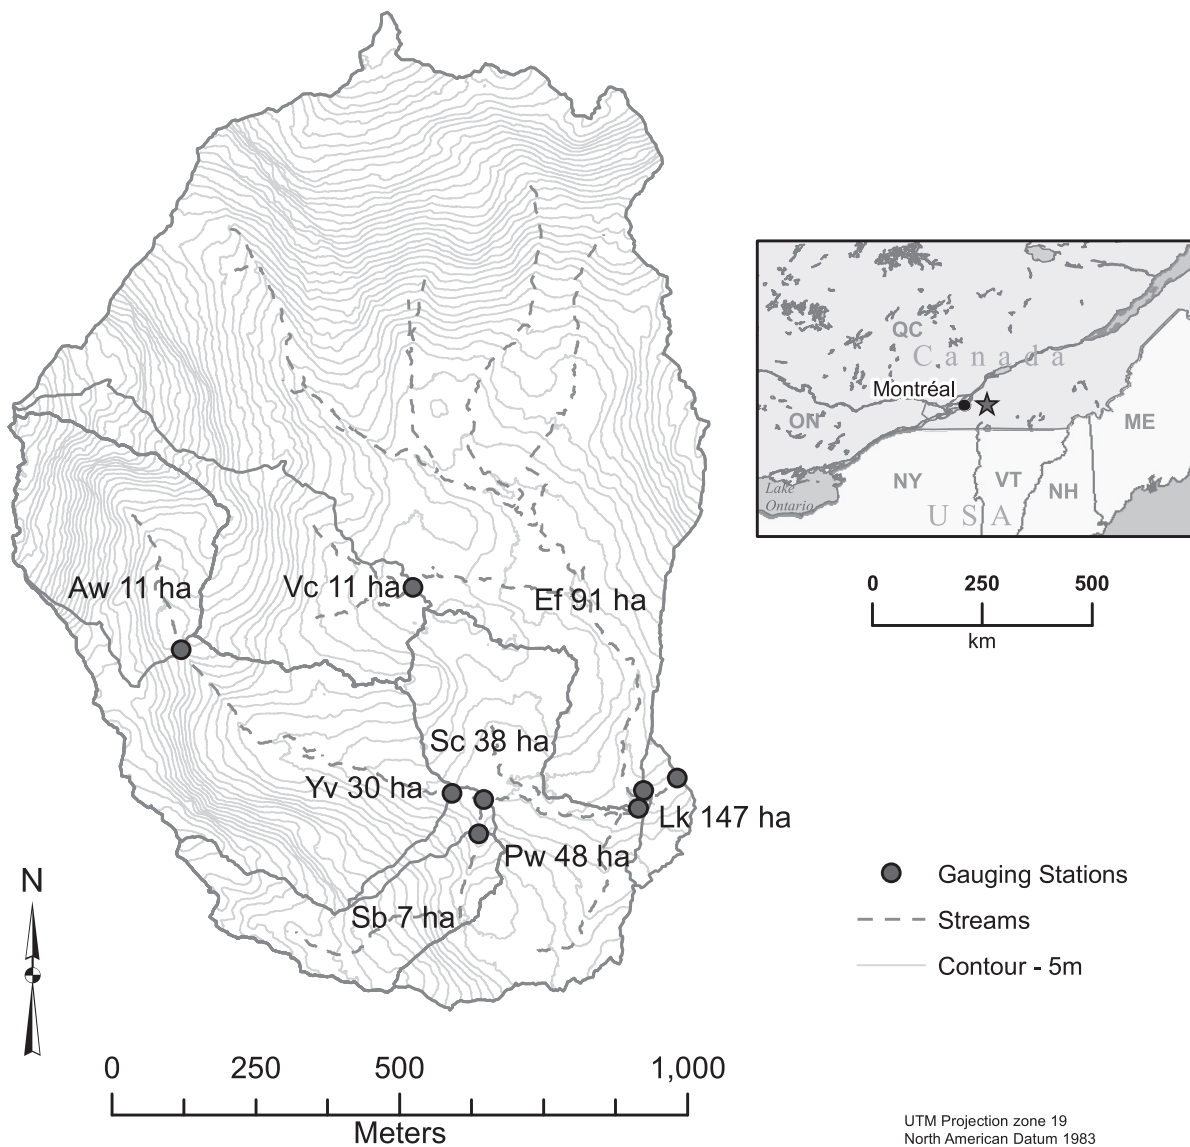 QC
Canada
Montréal
ON
ME
NY
VT
NH
Lake
Ontario
USA
0 250 500
km
Aw 11 ha
Vc 11 ha
Ef 91 ha
Sc 38 ha
Yv 30 ha
Lk 147 ha
Pw 48 ha
Sb 7 ha
N
Gauging Stations
Streams
Contour - 5m
0 250 500 1,000
Meters
UTM Projection zone 19
North American Datum 1983